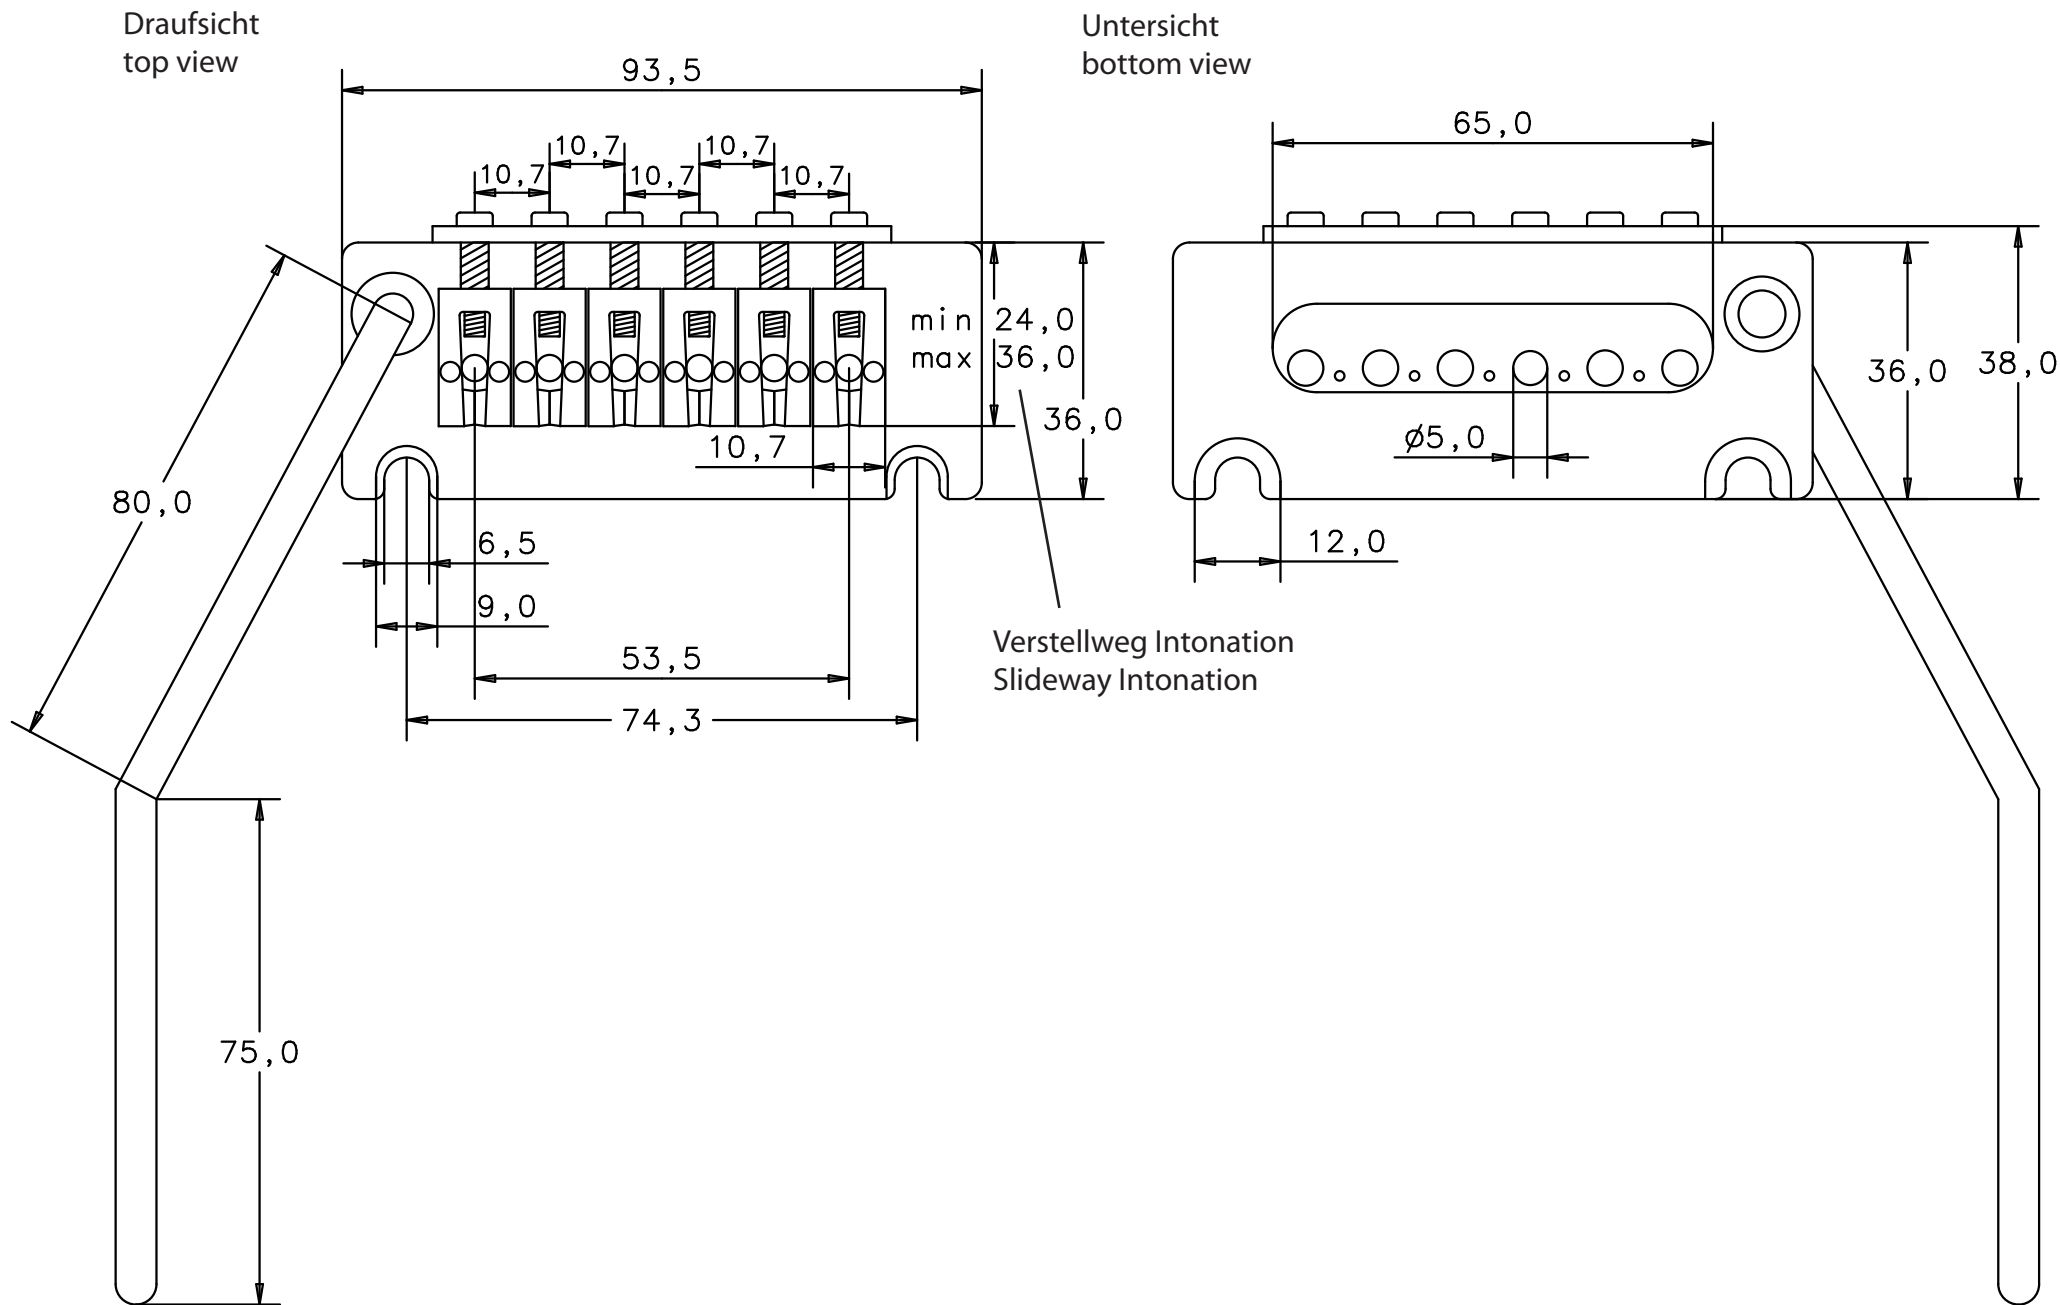 Draufsicht
top view
Untersicht
bottom view
93,5
65,0
10,7
10,7
10,7
10,7
10,7
min 24,0
max 36,0
36,0
36,0
38,0
10,7
ø5,0
80,0
6,5
12,0
9,0
Verstellweg Intonation
Slideway Intonation
53,5
74,3
75,0